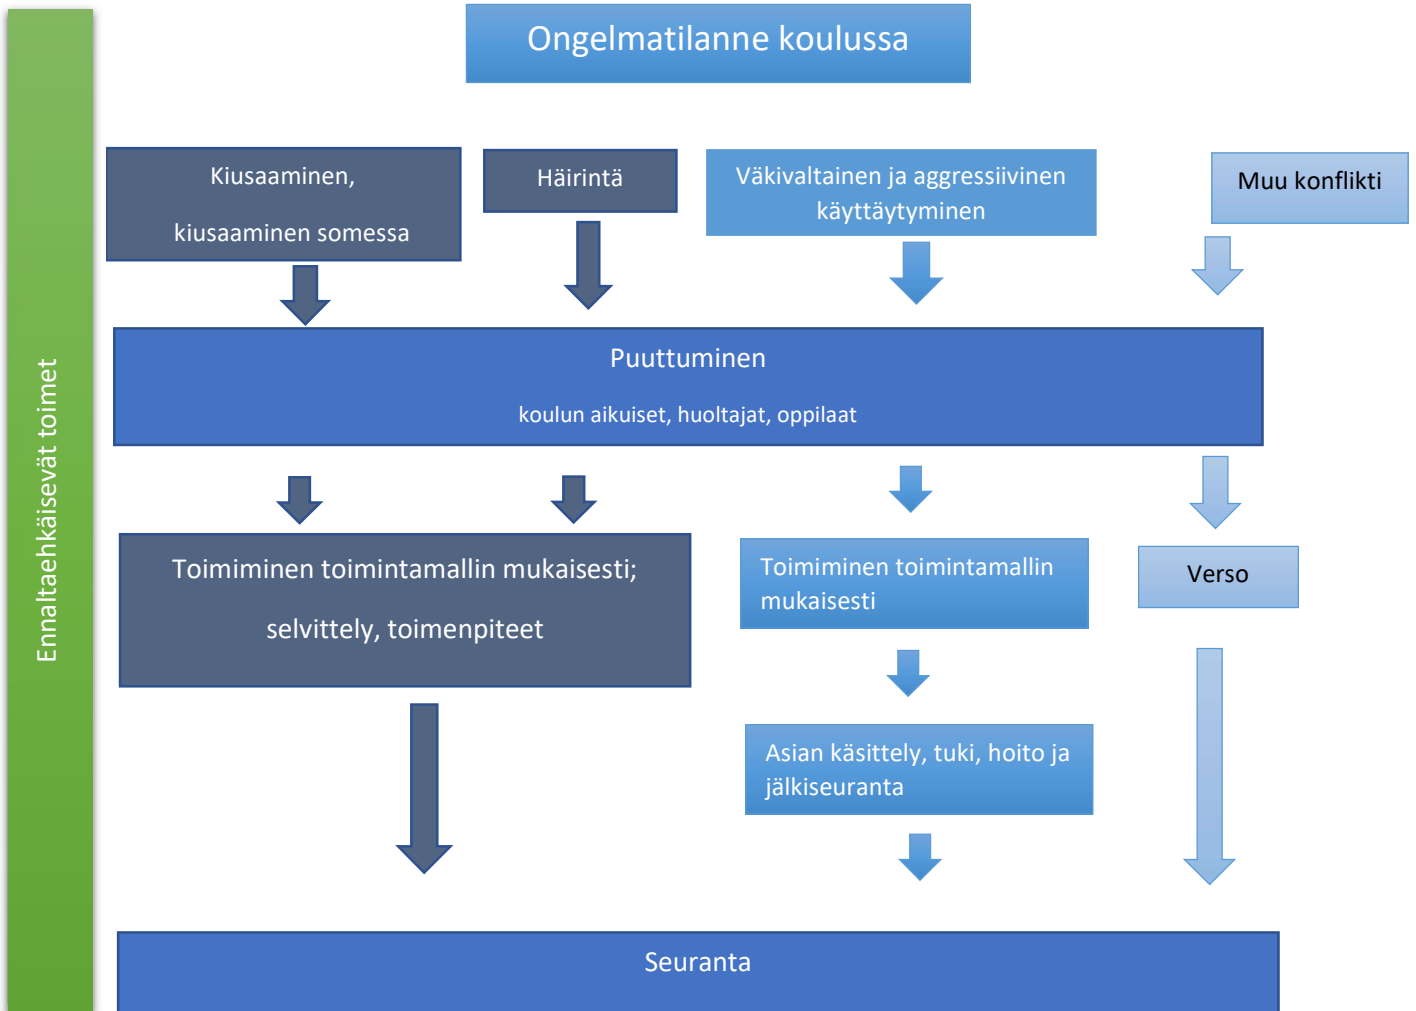 Ongelmatilanne koulussa
Kiusaaminen,
kiusaaminen somessa
Häirintä
Väkivaltainen ja aggressiivinen
käyttäytyminen
Muu konflikti
Ennaltaehkäisevät toimet
Puuttuminen
koulun aikuiset, huoltajat, oppilaat
Toimiminen toimintamallin mukaisesti;
selvittely, toimenpiteet
Toimiminen toimintamallin
mukaisesti
Verso
Asian käsittely, tuki, hoito ja
jälkiseuranta
Seuranta